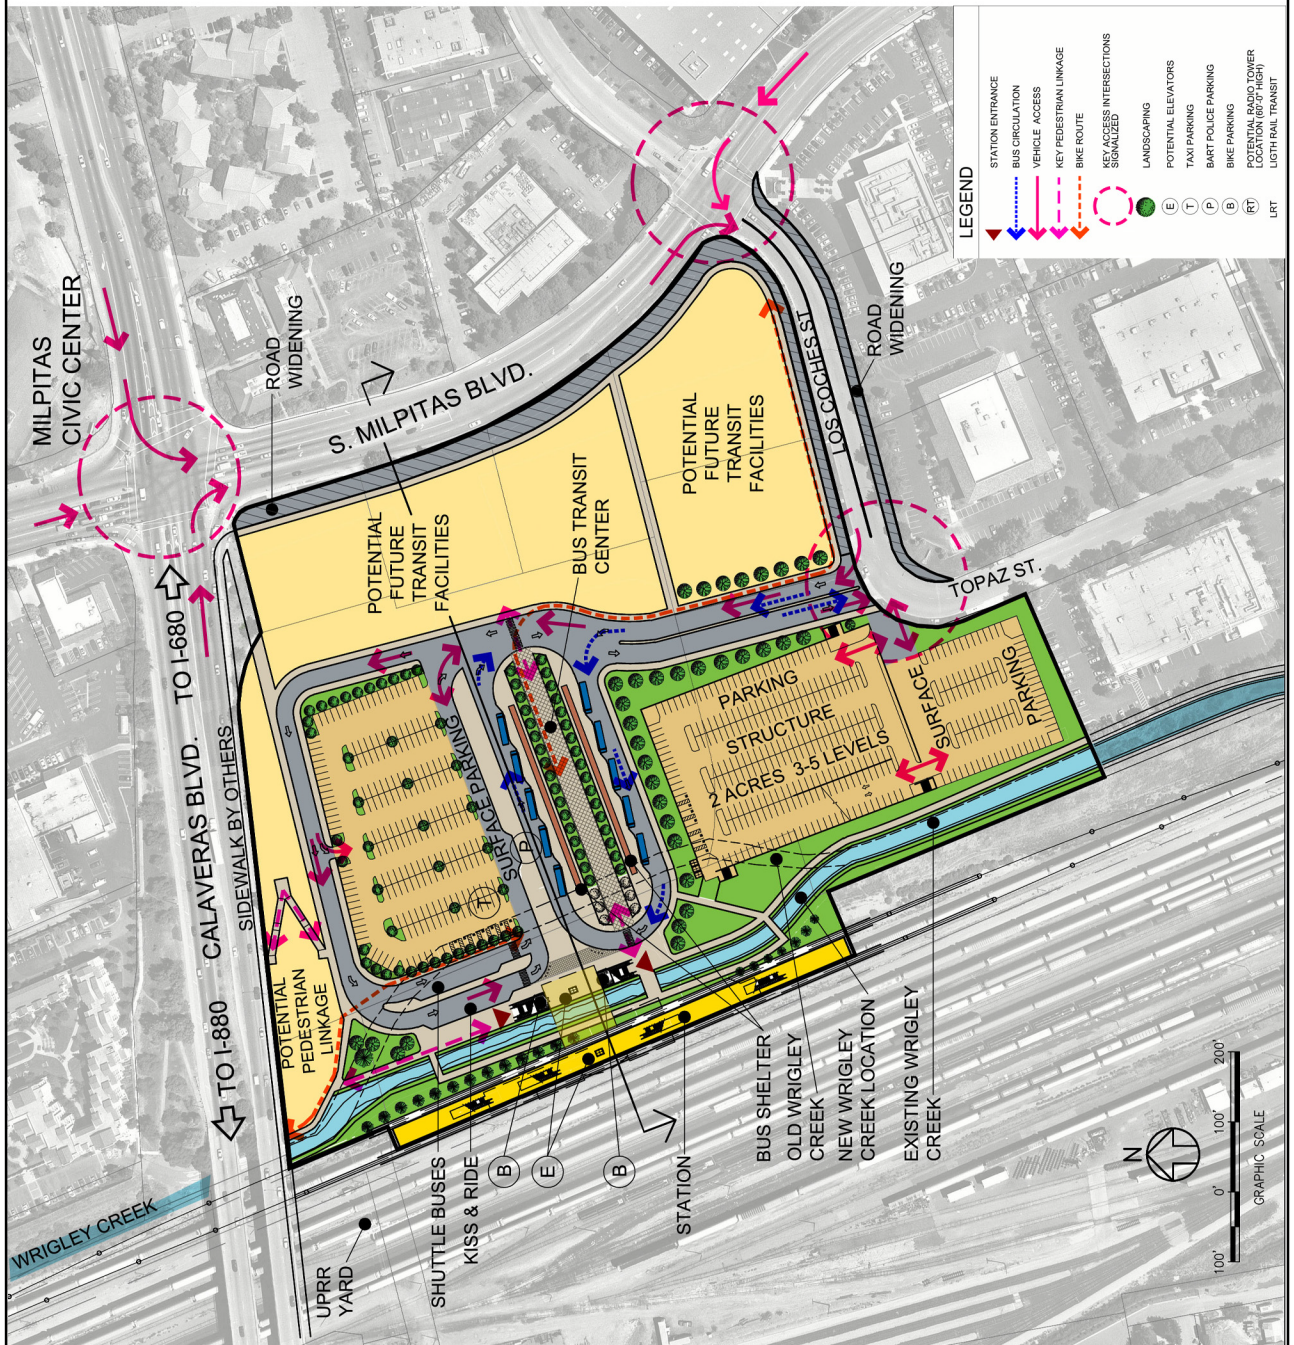 MILPITAS
CIVIC CENTER
ROAD
WIDENING
S. MILPITAS BLVD.
TO I-680
CALAVERAS BLVD.
TO I-880
SIDEWALK BY OTHERS
POTENTIAL
FUTURE
TRANSIT
FACILITIES
BUS TRANSIT
CENTER
POTENTIAL
FUTURE
TRANSIT
FACILITIES
LOS COCHES ST.
ROAD
WIDENING
TOPAZ ST.
PARKING
STRUCTURE
2 ACRES 3-5 LEVELS
SURFACE
PARKING
SURFACE PARKING
T
P
POTENTIAL
PEDESTRIAN
LINKAGE
WRIGLEY CREEK
UPRR
YARD
SHUTTLE BUSES
KISS & RIDE
B
E
B
STATION
BUS SHELTER
OLD WRIGLEY
CREEK
NEW WRIGLEY
CREEK LOCATION
EXISTING WRIGLEY
CREEK
N
100'
0'
100'
200'
GRAPHIC SCALE
LEGEND
STATION ENTRANCE
BUS CIRCULATION
VEHICLE ACCESS
KEY PEDESTRIAN LINKAGE
BIKE ROUTE
KEY ACCESS INTERSECTIONS
SIGNALIZED
LANDSCAPING
E POTENTIAL ELEVATORS
T TAXI PARKING
P BART POLICE PARKING
B BIKE PARKING
RT POTENTIAL RADIO TOWER
LOCATION (60'-0" HIGH)
LRT LIGTH RAIL TRANSIT